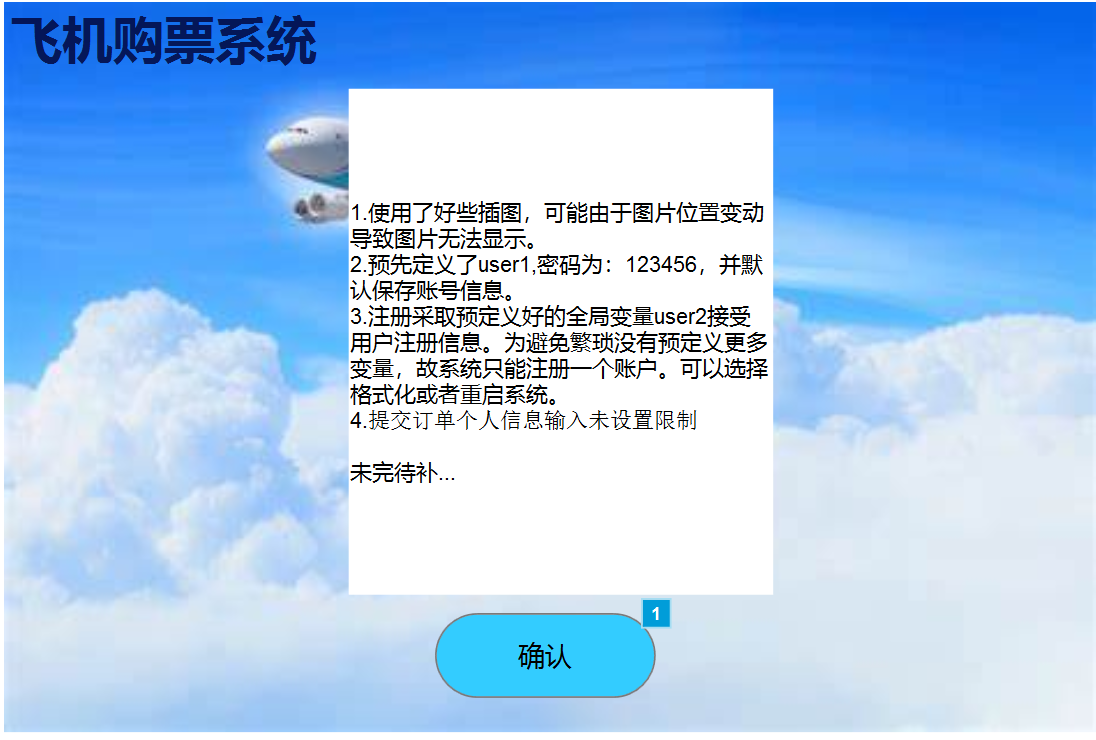 飞机购票系统
1.使用了好些插图，可能由于图片位置变动
导致图片无法显示。
2.预先定义了user1,密码为：123456，并默
认保存账号信息。
3.注册采取预定义好的全局变量user2接受
用户注册信息。为避免繁琐没有预定义更多
变量，故系统只能注册一个账户。可以选择
格式化或者重启系统。
4.提交订单个人信息输入未设置限制
未完待补...
1
确认